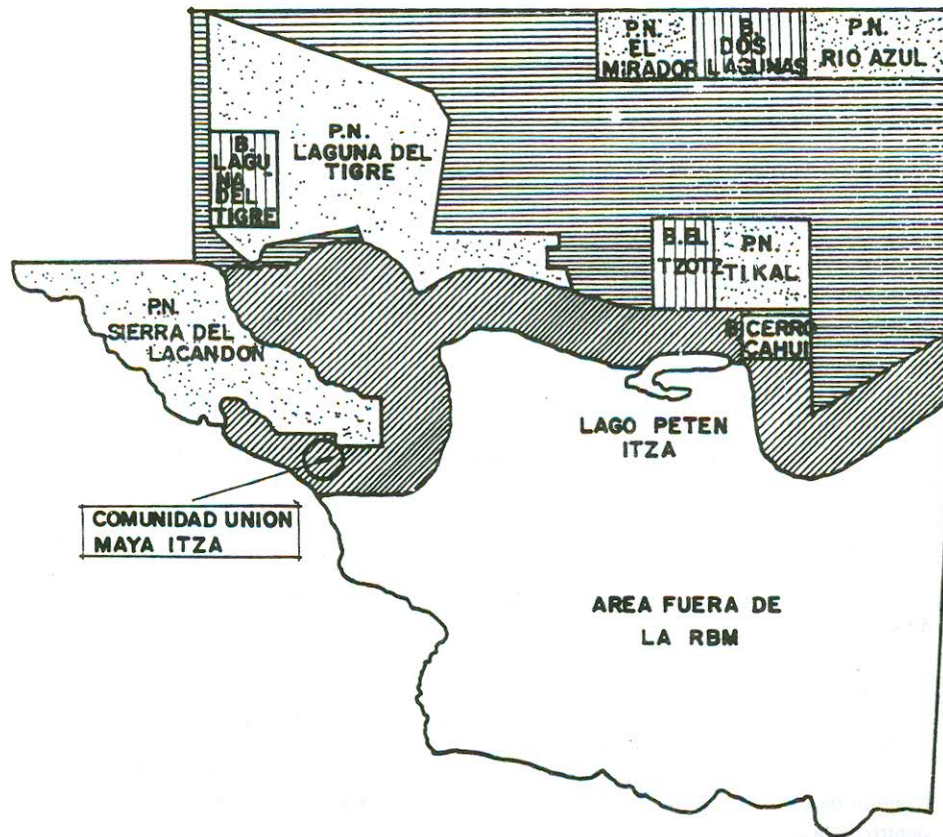 P.N.
EL
MIRADOR
B.
DOS
LAGUNAS
P.N.
RIO AZUL
P.N.
LAGUNA DEL
TIGRE
B.
LAGU
NA
DEL
TIGRE
B.EL
TZOTZ
P.N.
TIKAL
P.N.
SIERRA DEL
LACANDON
B CERRO
CAHUI
LAGO PETEN
ITZA
COMUNIDAD UNION
MAYA ITZA
AREA FUERA DE
LA RBM